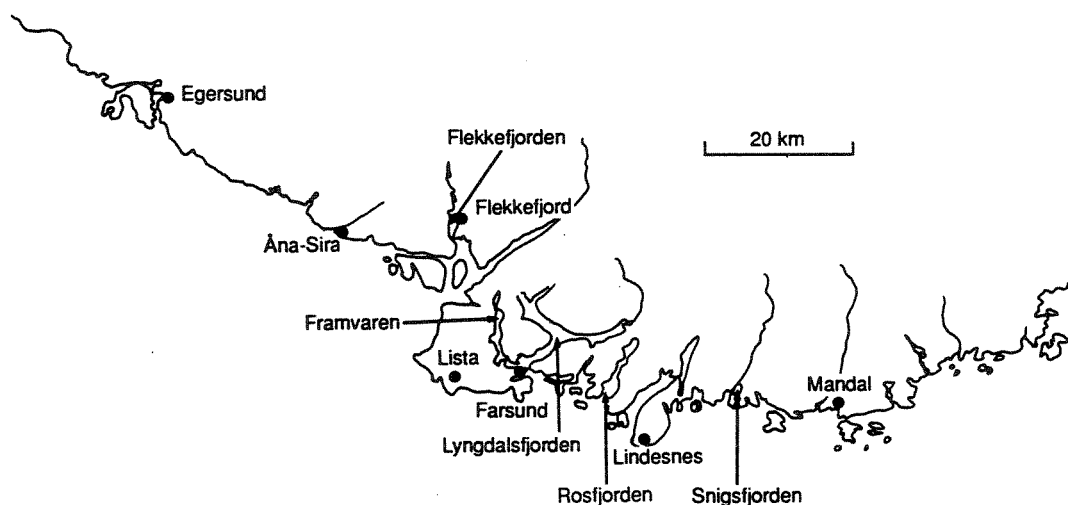 Egersund
Flekkefjorden
20 km
Flekkefjord
Åna-Sira
Framvaren
Lista
Mandal
Farsund
Lyngdalsfjorden
Lindesnes
Rosfjorden
Snigsfjorden